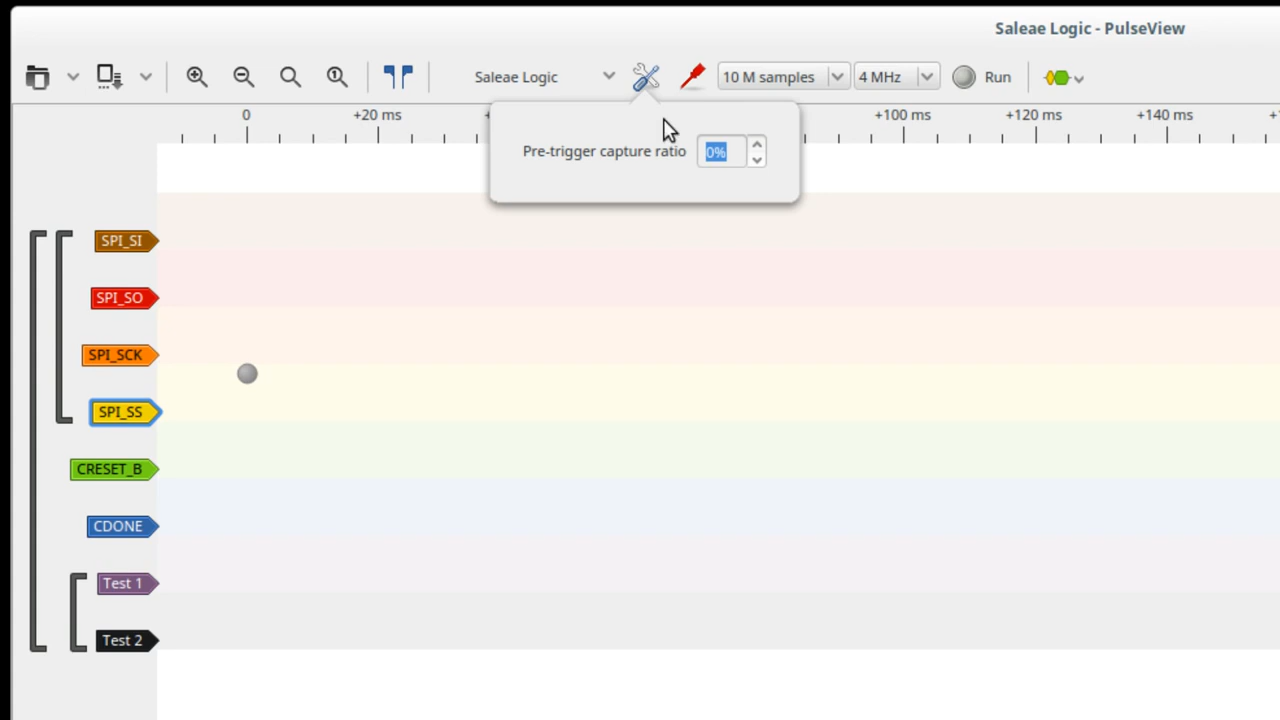 Saleae Logic - PulseView
Saleae Logic
10 M samples
4 MHz
Run
0
+20 ms
+100 ms
+120 ms
+140 ms
Pre-trigger capture ratio
0%
SPI_SI
SPI_SO
SPI_SCK
SPI_SS
CRESET_B
CDONE
Test 1
Test 2